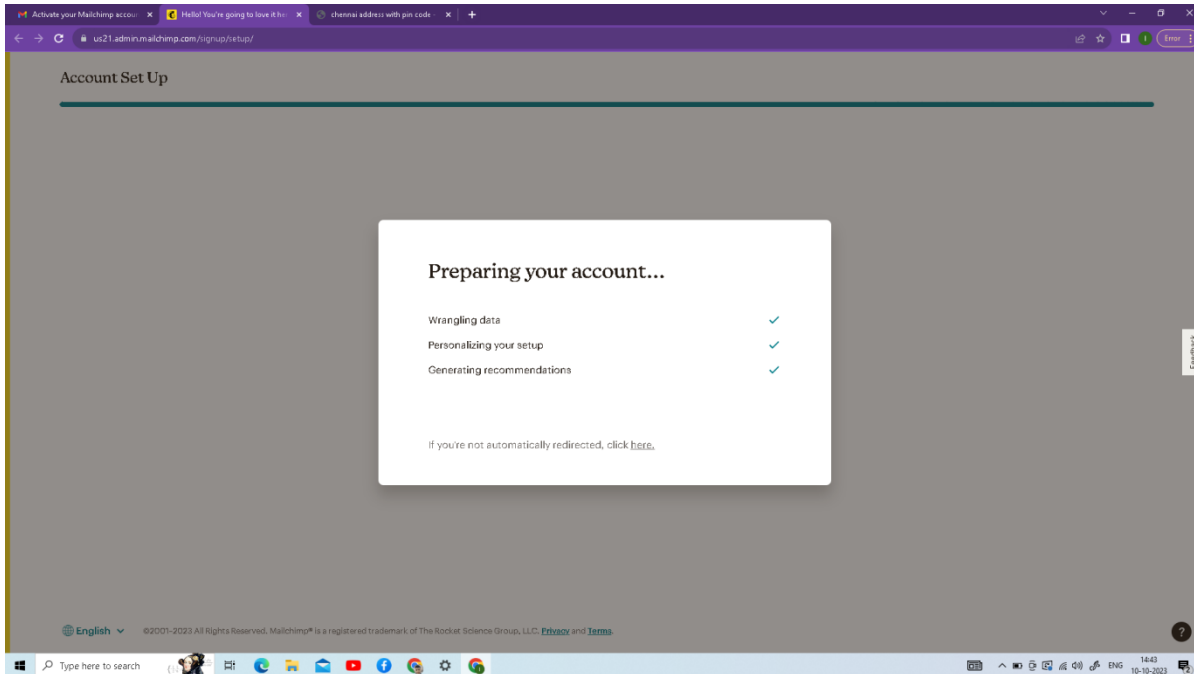 Activate your Mailchimp accou
Hello! You're going to love it he
chennai address with pin code
us21.admin.mailchimp.com/signup/setup/
Error
Account Set Up
Preparing your account...
Wrangling data
Personalizing your setup
Generating recommendations
If you're not automatically redirected, click here.
Feedback
English
©2001-2023 All Rights Reserved. Mailchimp® is a registered trademark of The Rocket Science Group, LLC. Privacy and Terms.
?
Type here to search
ENG
14:43
10-10-2023